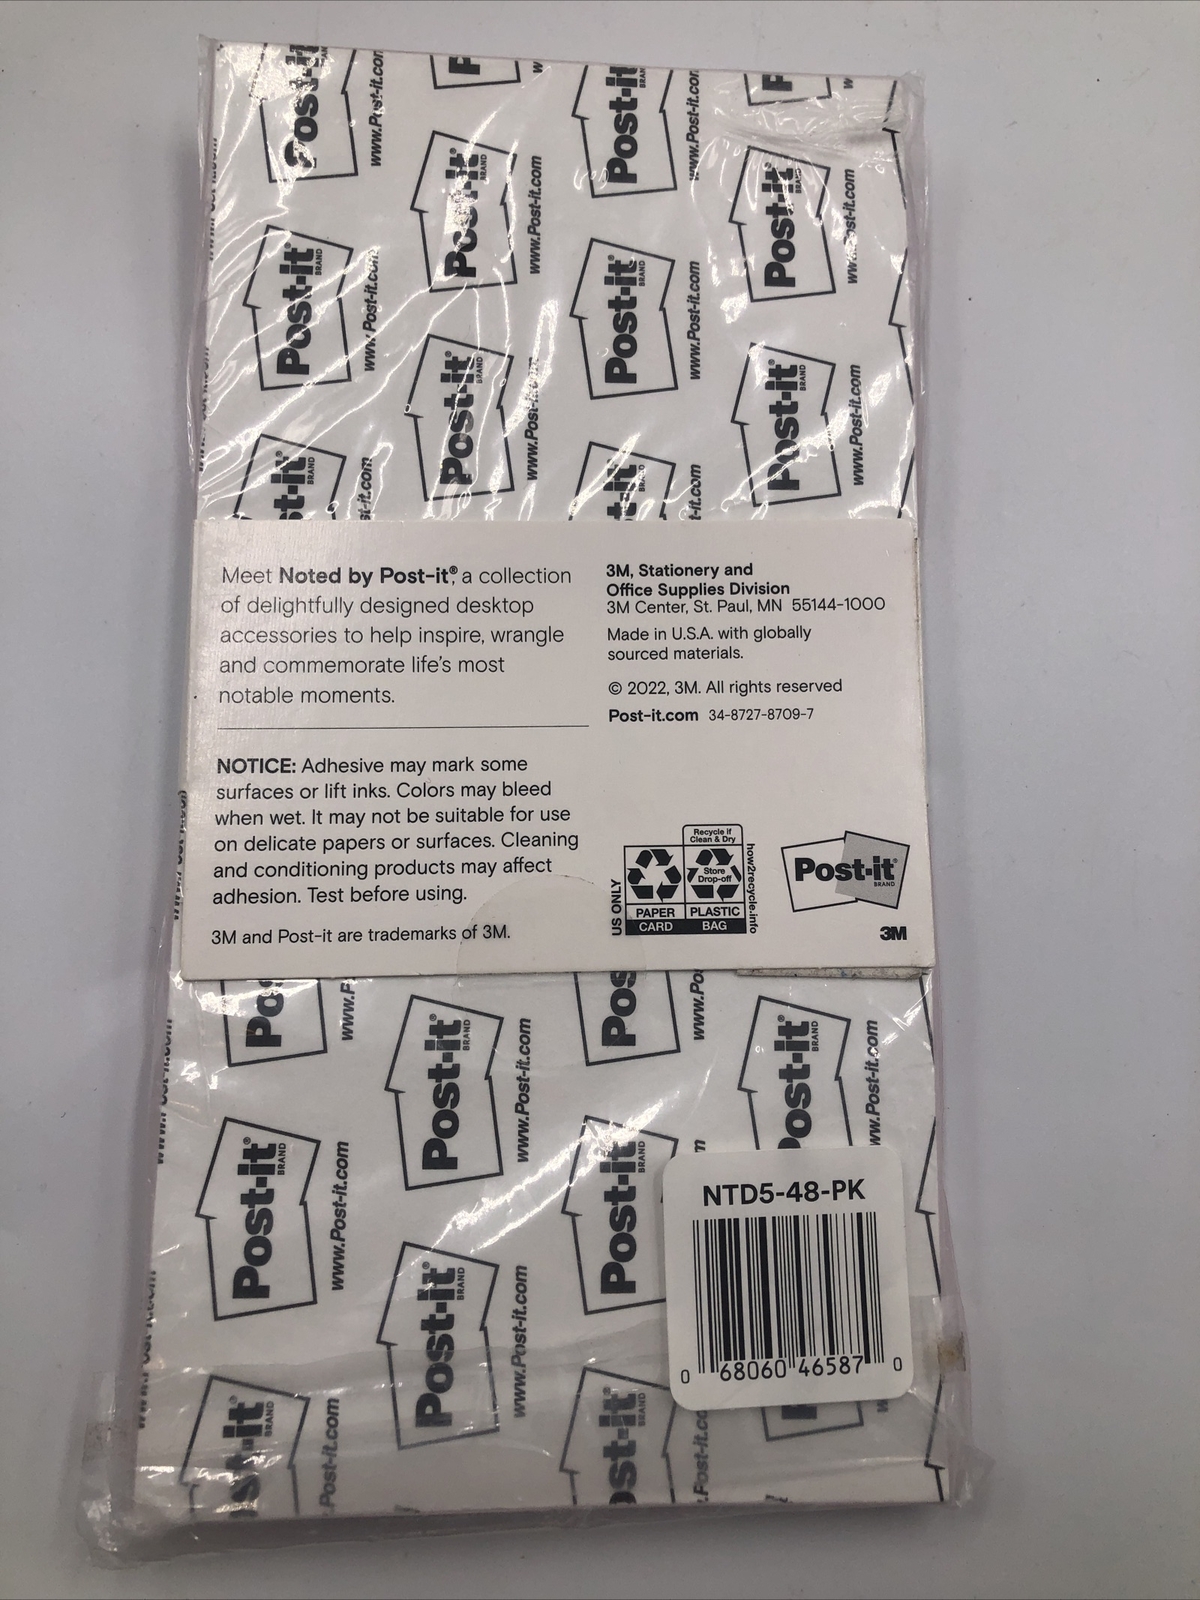 Post-it®
BRAND
www.Post-it.com
Meet Noted by Post-it®, a collection
of delightfully designed desktop
accessories to help inspire, wrangle
and commemorate life's most
notable moments.
NOTICE: Adhesive may mark some
surfaces or lift inks. Colors may bleed
when wet. It may not be suitable for use
on delicate papers or surfaces. Cleaning
and conditioning products may affect
adhesion. Test before using.
3M and Post-it are trademarks of 3M.
3M, Stationery and
Office Supplies Division
3M Center, St. Paul, MN 55144-1000
Made in U.S.A. with globally
sourced materials.
© 2022, 3M. All rights reserved
Post-it.com 34-8727-8709-7
US ONLY
Recycle if
Clean & Dry
Store
Drop-off
PAPER
CARD
PLASTIC
BAG
how2recycle.info
Post-it®
BRAND
3M
NTD5-48-PK
0 68060 46587 0